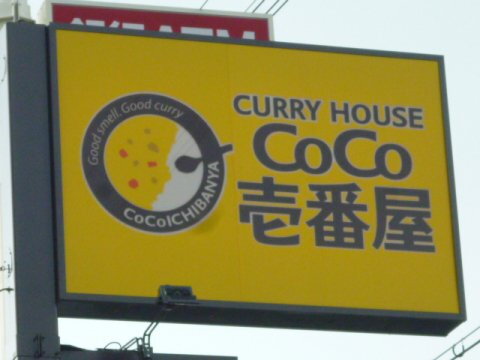 CURRY HOUSE
CoCo
壱番屋
Good smell. Good curry
CoCoICHIBANYA